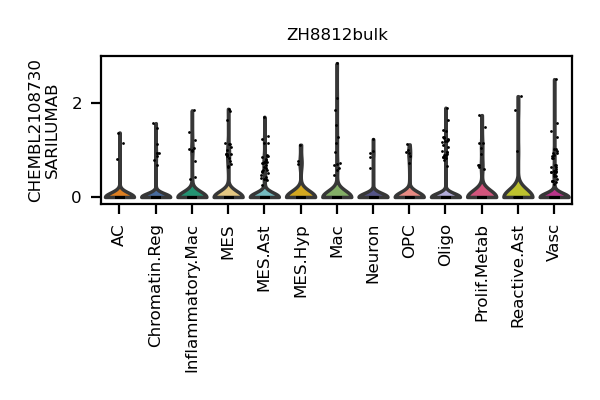 ZH8812bulk
CHEMBL2108730
SARILUMAB
2
0
AC
Chromatin.Reg
Inflammatory.Mac
MES
MES.Ast
MES.Hyp
Mac
Neuron
OPC
Oligo
Prolif.Metab
Reactive.Ast
Vasc